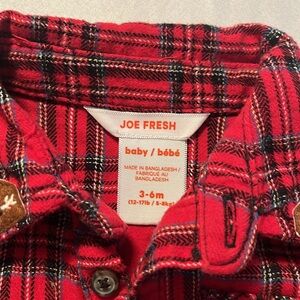 JOE FRESH
baby / bébé
MADE IN BANGLADESH /
FABRIQUÉ AU
BANGLADESH
3-6m
(12-17lb / 5-8kg)